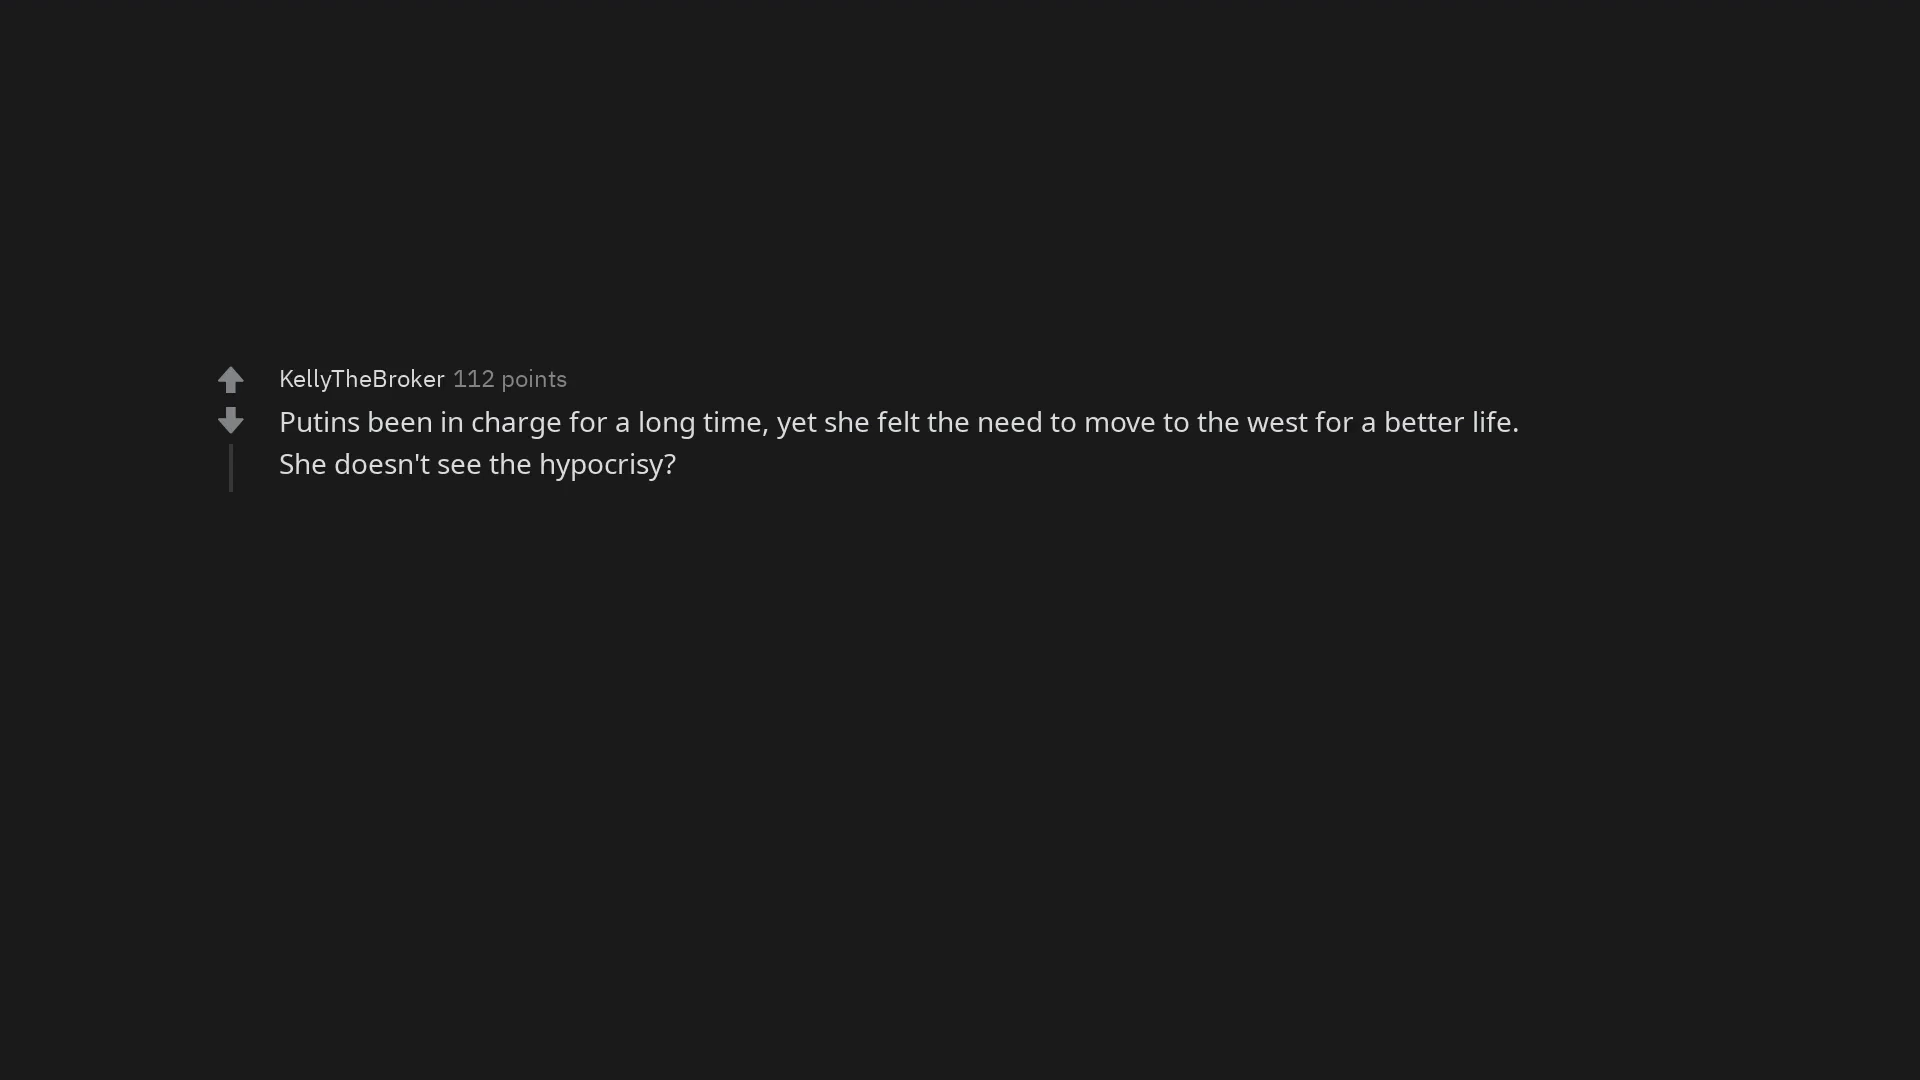 KellyTheBroker 112 points
Putins been in charge for a long time, yet she felt the need to move to the west for a better life.
She doesn't see the hypocrisy?